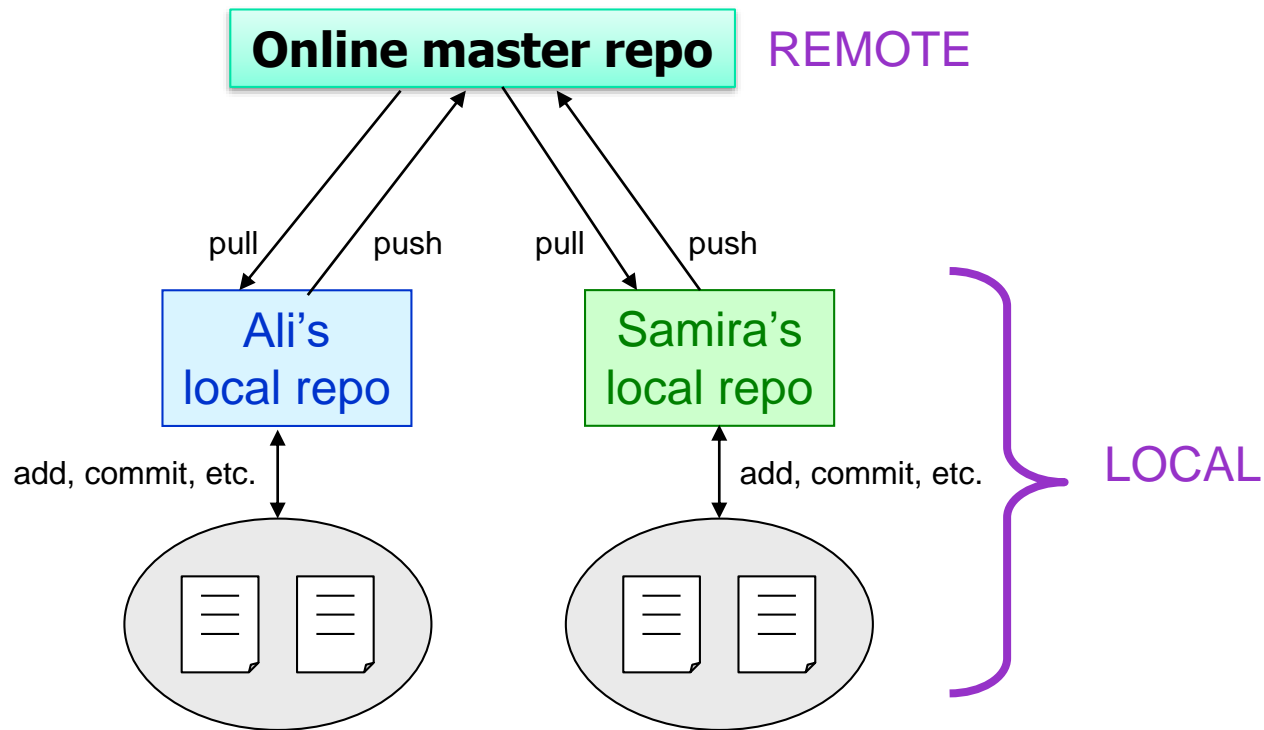 Online master repo
REMOTE
pull
push
pull
push
Ali’s
local repo
Samira’s
local repo
add, commit, etc.
add, commit, etc.
LOCAL